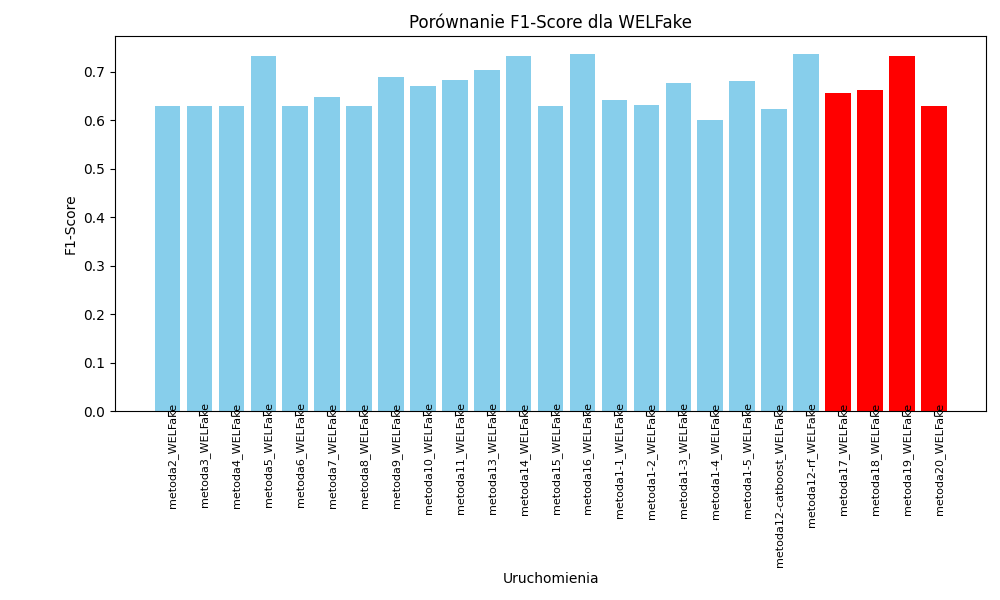 Porównanie F1-Score dla WELFake
F1-Score
0.7
0.6
0.5
0.4
0.3
0.2
0.1
0.0
metoda2_WELFake
metoda3_WELFake
metoda4_WELFake
metoda5_WELFake
metoda6_WELFake
metoda7_WELFake
metoda8_WELFake
metoda9_WELFake
metoda10_WELFake
metoda11_WELFake
metoda13_WELFake
metoda14_WELFake
metoda15_WELFake
metoda16_WELFake
metoda1-1_WELFake
metoda1-2_WELFake
metoda1-3_WELFake
metoda1-4_WELFake
metoda1-5_WELFake
metoda12-catboost_WELFake
metoda12-rf_WELFake
metoda17_WELFake
metoda18_WELFake
metoda19_WELFake
metoda20_WELFake
Uruchomienia